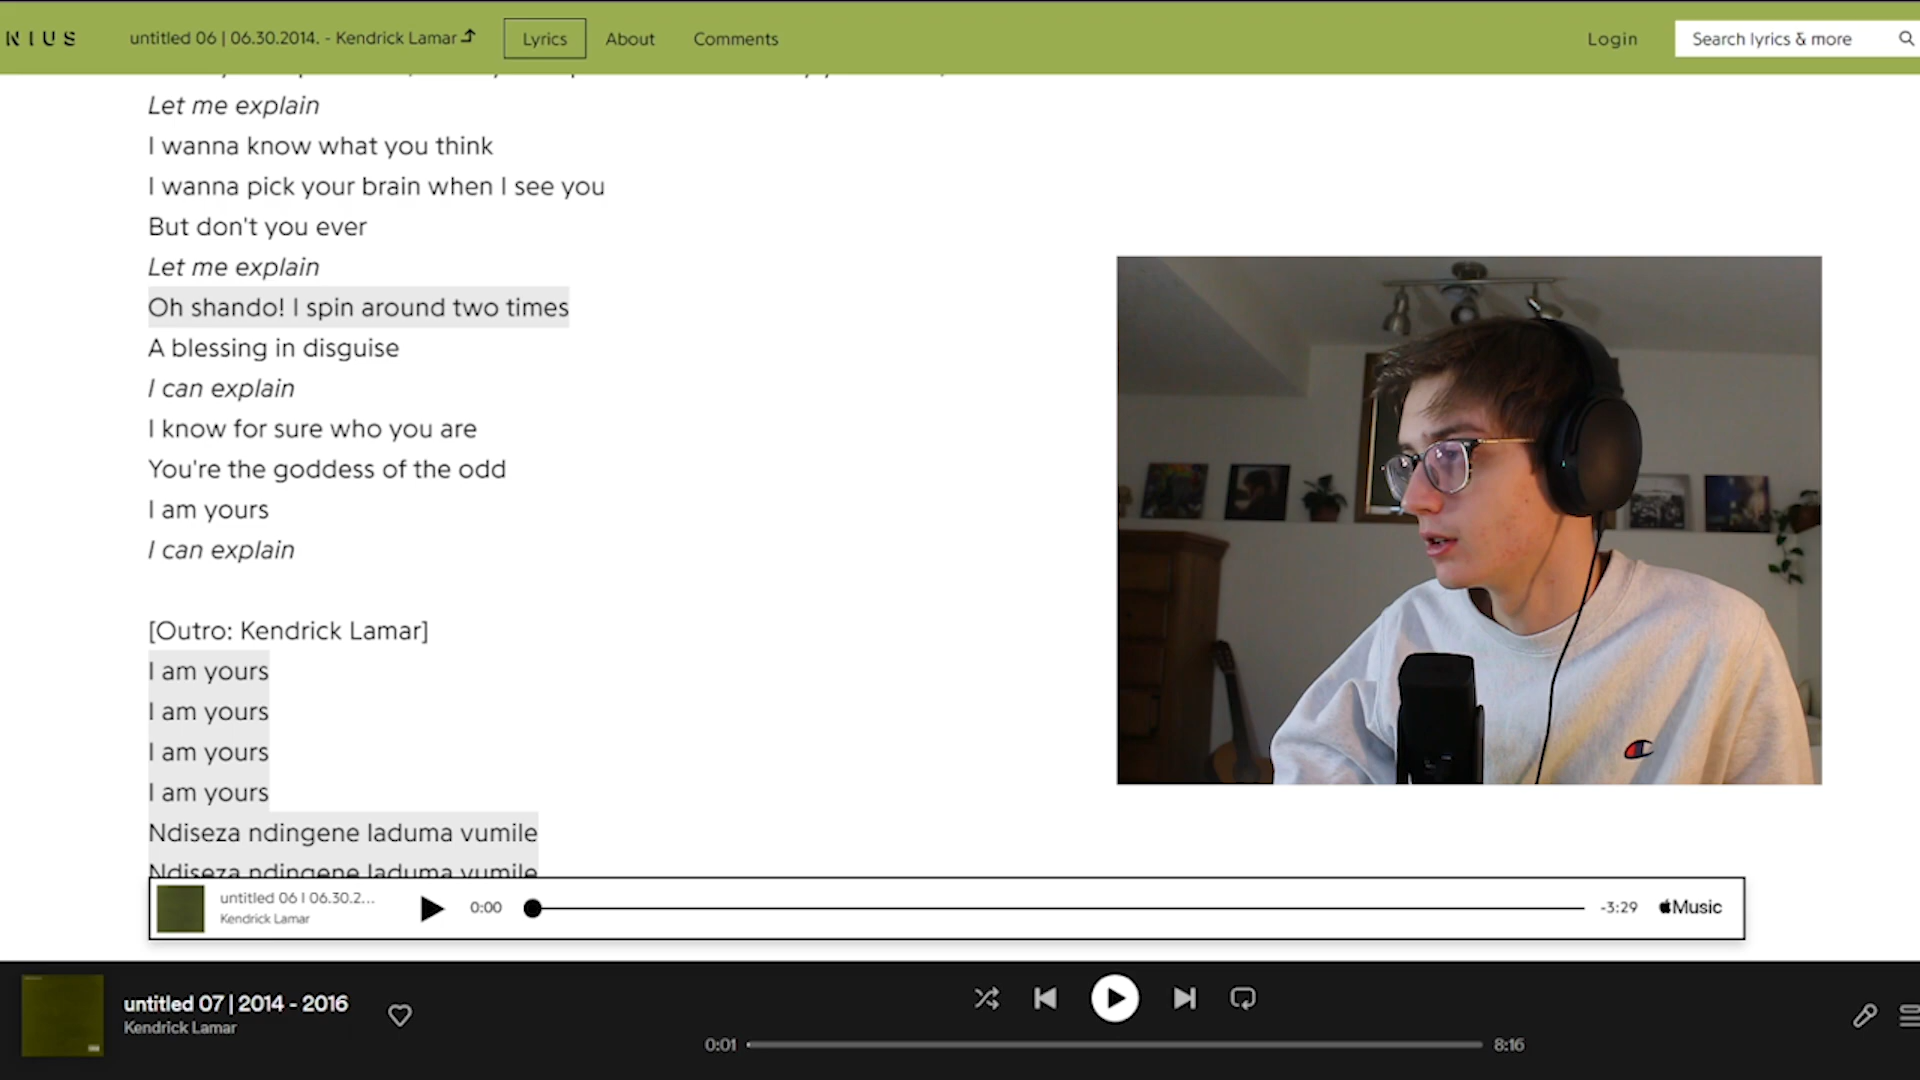 NIUS
untitled 06 | 06.30.2014. - Kendrick Lamar
Lyrics
About
Comments
Login
Search lyrics & more
Let me explain
I wanna know what you think
I wanna pick your brain when I see you
But don't you ever
Let me explain
Oh shando! I spin around two times
A blessing in disguise
I can explain
I know for sure who you are
You're the goddess of the odd
I am yours
I can explain
[Outro: Kendrick Lamar]
I am yours
I am yours
I am yours
I am yours
Ndiseza ndingene laduma vumile
Ndiseza ndingene laduma vumile
untitled 06 | 06.30.2...
Kendrick Lamar
0:00
-3:29
Music
untitled 07 | 2014 - 2016
Kendrick Lamar
0:01
8:16